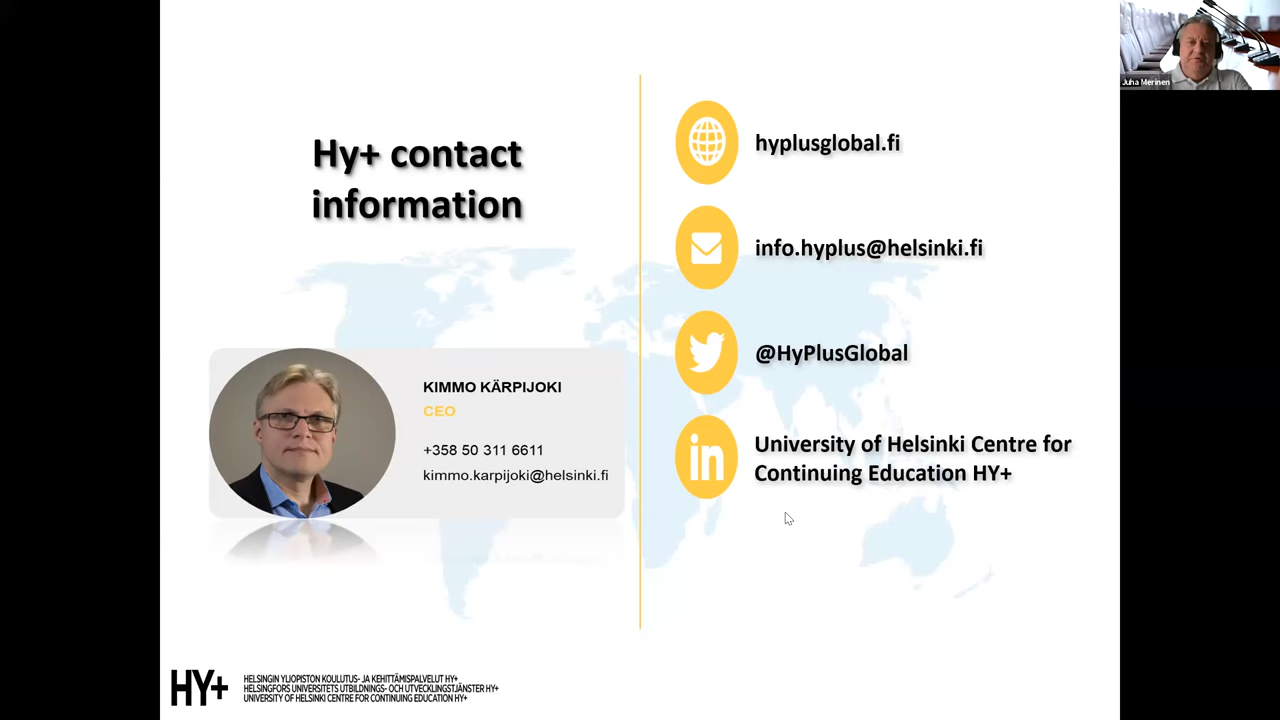 Juha Merinen
Hy+ contact
information
KIMMO KÄRPIJOKI
CEO
+358 50 311 6611
kimmo.karpijoki@helsinki.fi
hyplusglobal.fi
info.hyplus@helsinki.fi
@HyPlusGlobal
in
University of Helsinki Centre for
Continuing Education HY+
HY+
HELSINGIN YLIOPISTON KOULUTUS- JA KEHITTÄMISPALVELUT HY+
HELSINGFORS UNIVERSITETS UTBILDNINGS- OCH UTVECKLINGSTJÄNSTER HY+
UNIVERSITY OF HELSINKI CENTRE FOR CONTINUING EDUCATION HY+